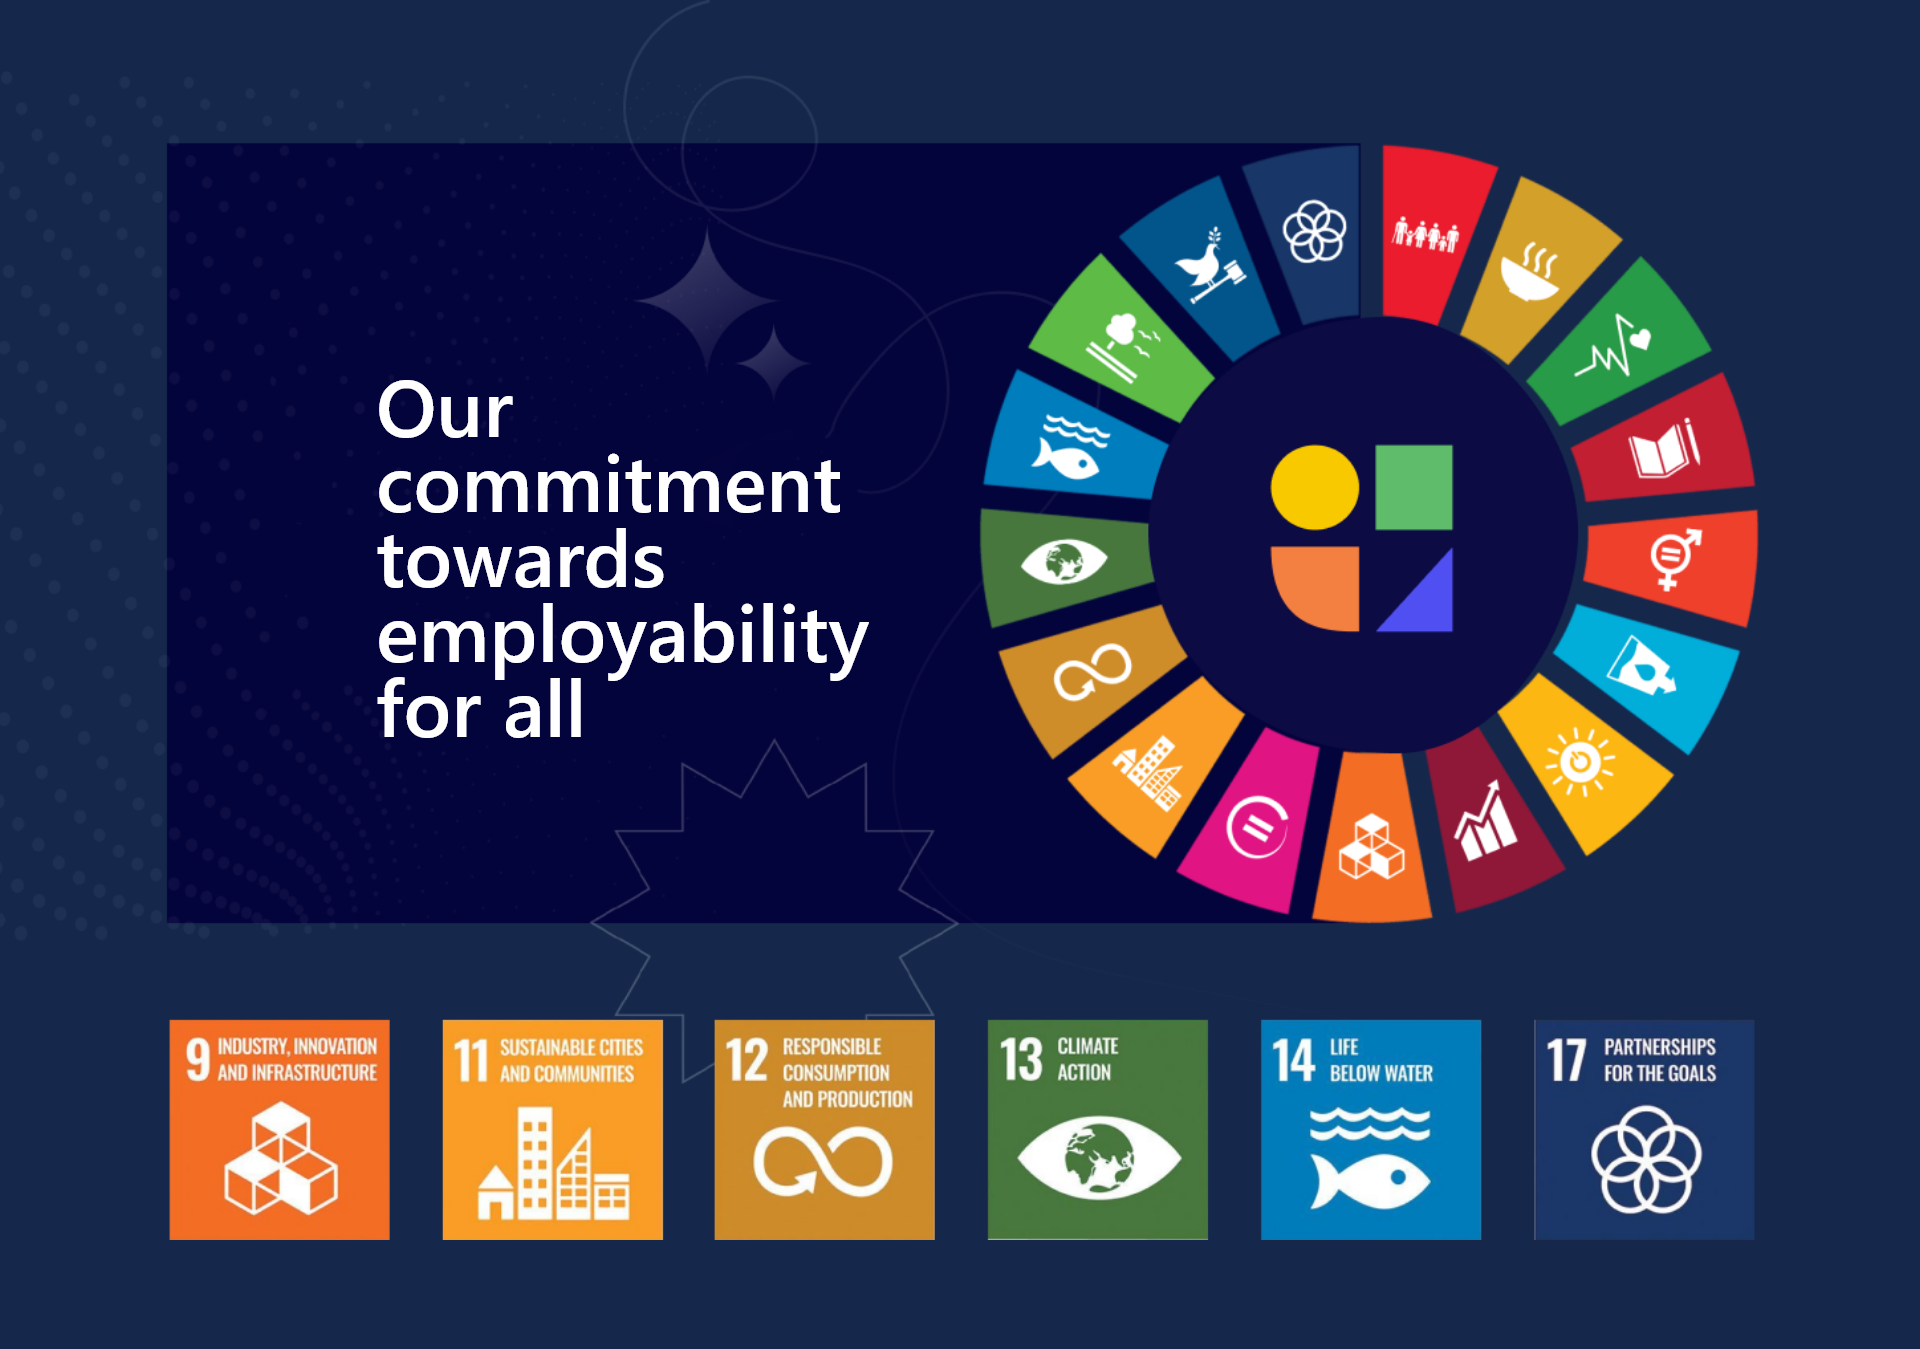 Our
commitment
towards
employability
for all
9 INDUSTRY, INNOVATION
AND INFRASTRUCTURE
11 SUSTAINABLE CITIES
AND COMMUNITIES
12 RESPONSIBLE
CONSUMPTION
AND PRODUCTION
13 CLIMATE
ACTION
14 LIFE
BELOW WATER
17 PARTNERSHIPS
FOR THE GOALS